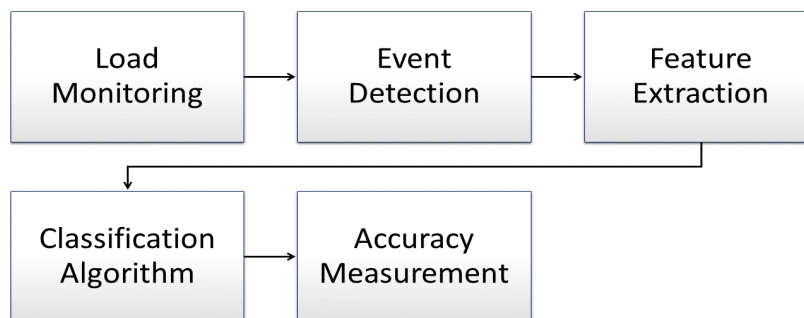 Load
Monitoring
Event
Detection
Feature
Extraction
Classification
Algorithm
Accuracy
Measurement